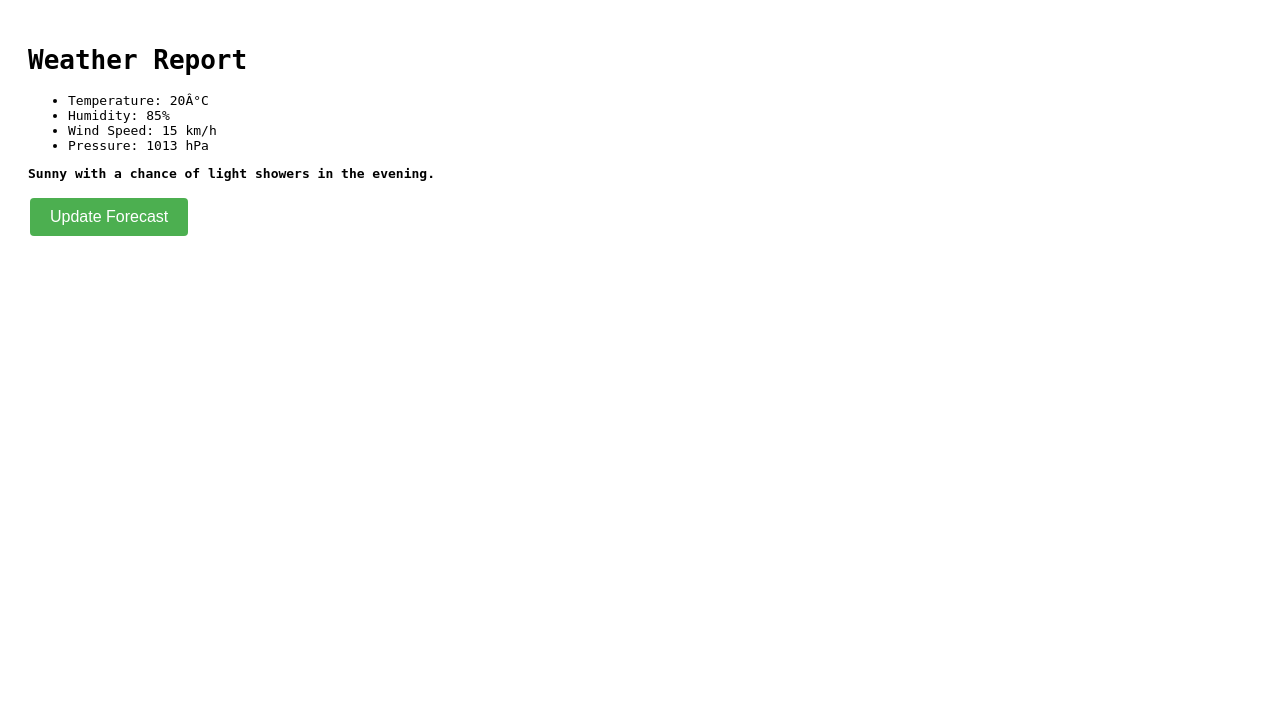 Weather Report
• Temperature: 20Â°C
• Humidity: 85%
• Wind Speed: 15 km/h
• Pressure: 1013 hPa
Sunny with a chance of light showers in the evening.
Update Forecast